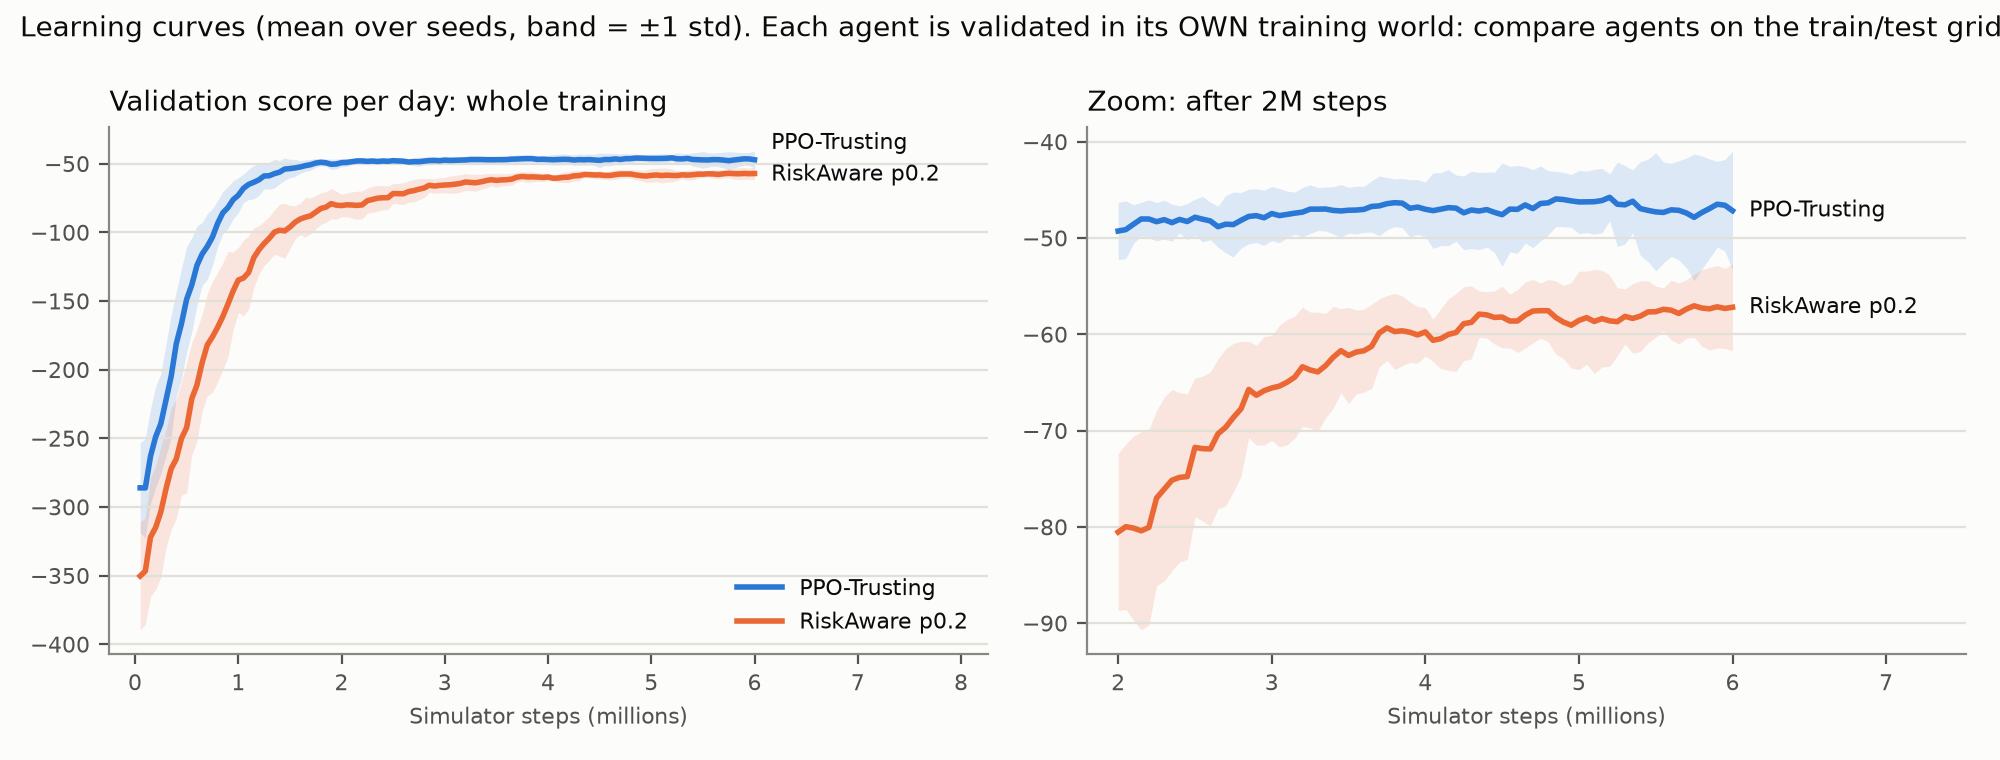 Learning curves (mean over seeds, band = ±1 std). Each agent is validated in its OWN training world: compare agents on the train/test grid
Validation score per day: whole training
−50
−100
−150
−200
−250
−300
−350
−400
PPO-Trusting
RiskAware p0.2
PPO-Trusting
RiskAware p0.2
0 1 2 3 4 5 6 7 8
Simulator steps (millions)
Zoom: after 2M steps
−40
−50
−60
−70
−80
−90
PPO-Trusting
RiskAware p0.2
2 3 4 5 6 7
Simulator steps (millions)